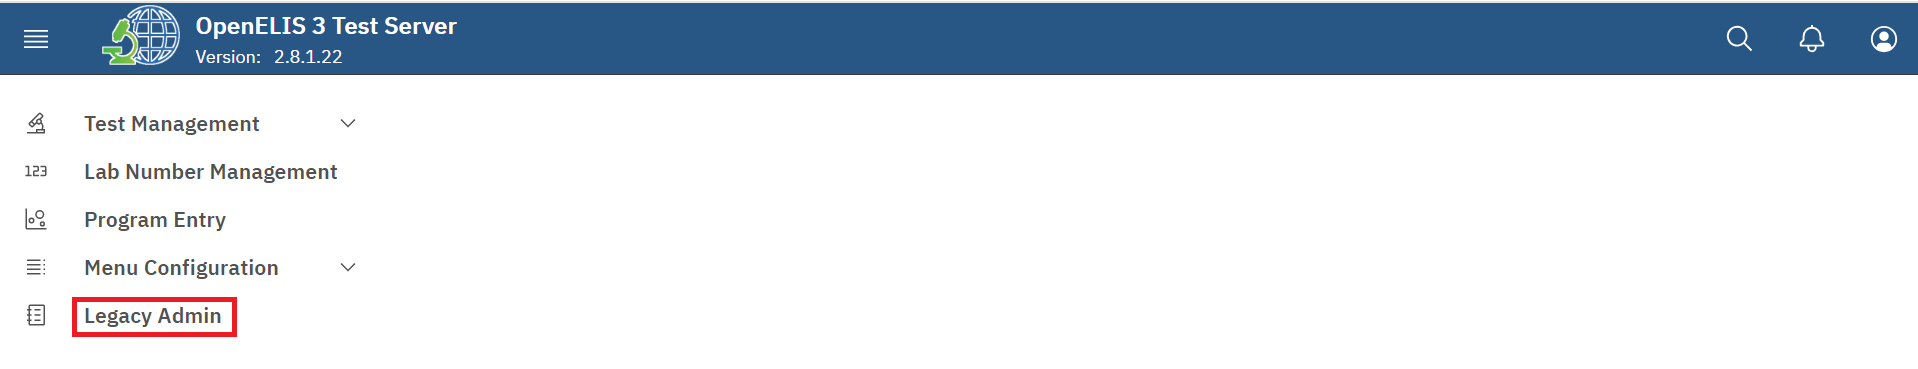 OpenELIS 3 Test Server
Version: 2.8.1.22
Test Management
123 Lab Number Management
Program Entry
Menu Configuration
Legacy Admin